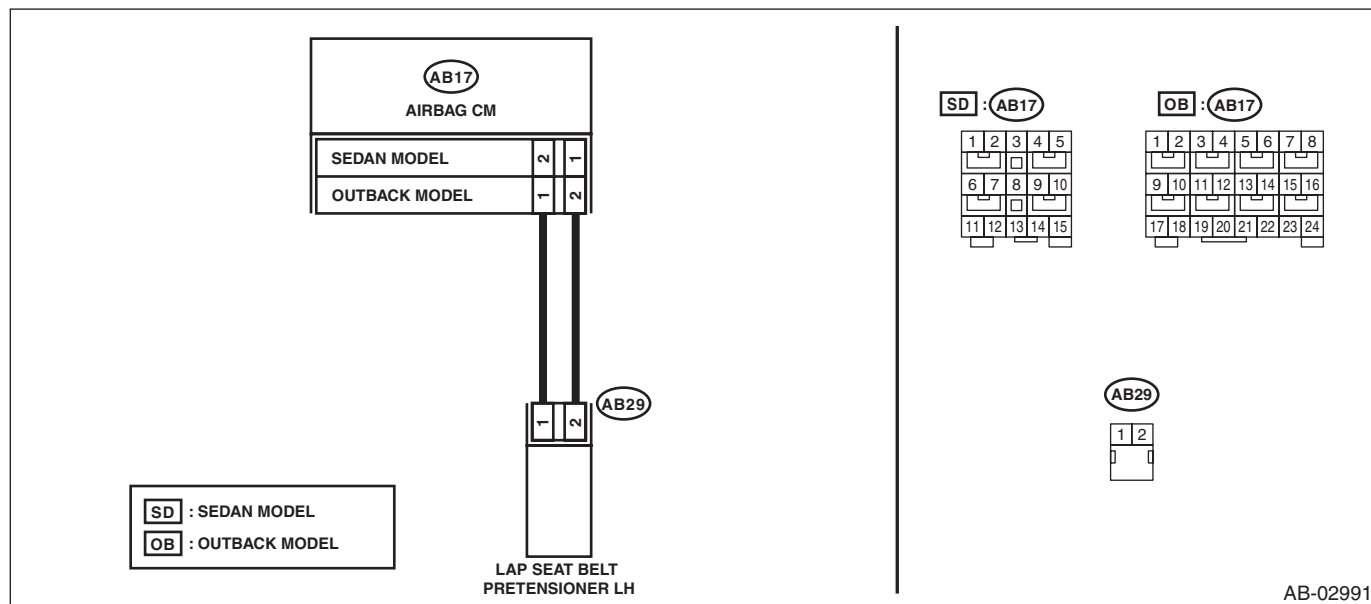 AB17
AIRBAG CM
SEDAN MODEL 2 1
OUTBACK MODEL 1 2
AB29
1 2
LAP SEAT BELT
PRETENSIONER LH
SD : SEDAN MODEL
OB : OUTBACK MODEL
SD : AB17
1 2 3 4 5
6 7 8 9 10
11 12 13 14 15
OB : AB17
1 2 3 4 5 6 7 8
9 10 11 12 13 14 15 16
17 18 19 20 21 22 23 24
AB29
1 2
AB-02991